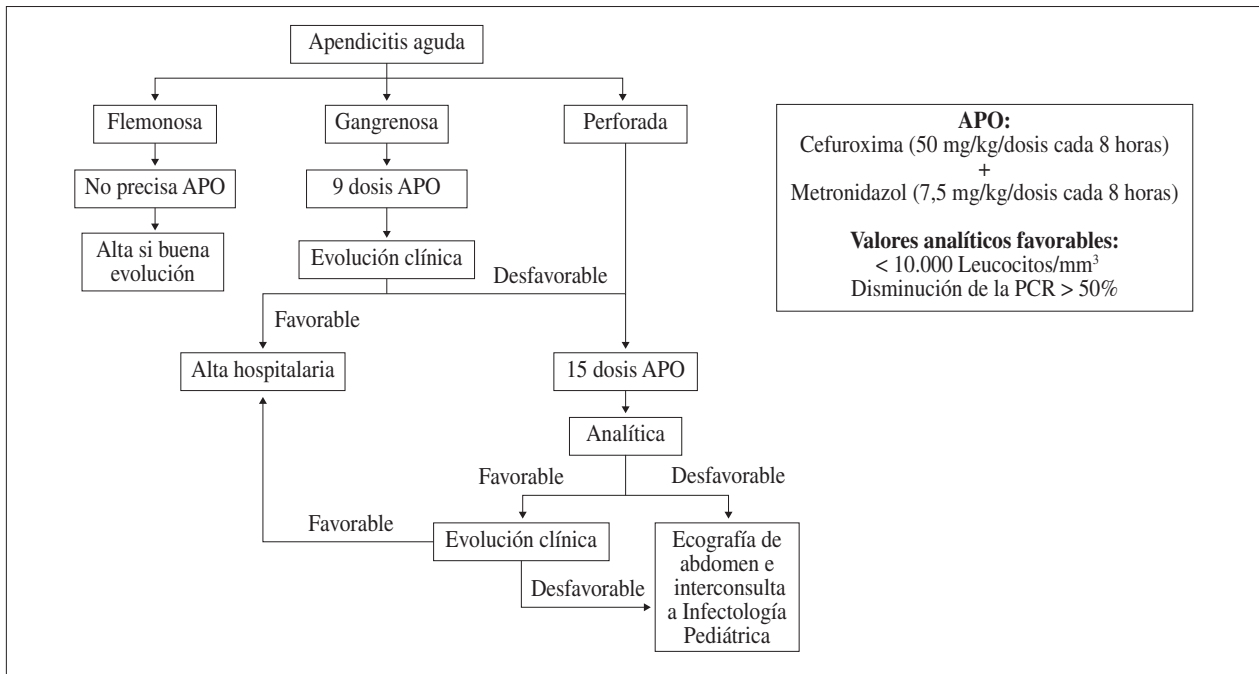 Apendicitis aguda
Flemonosa
Gangrenosa
Perforada
No precisa APO
9 dosis APO
Alta si buena
evolución
Evolución clínica
Desfavorable
Favorable
Alta hospitalaria
15 dosis APO
Analítica
Favorable
Desfavorable
Favorable
Evolución clínica
Desfavorable
Ecografía de
abdomen e
interconsulta
a Infectología
Pediátrica
APO:
Cefuroxima (50 mg/kg/dosis cada 8 horas)
+
Metronidazol (7,5 mg/kg/dosis cada 8 horas)
Valores analíticos favorables:
< 10.000 Leucocitos/mm³
Disminución de la PCR > 50%